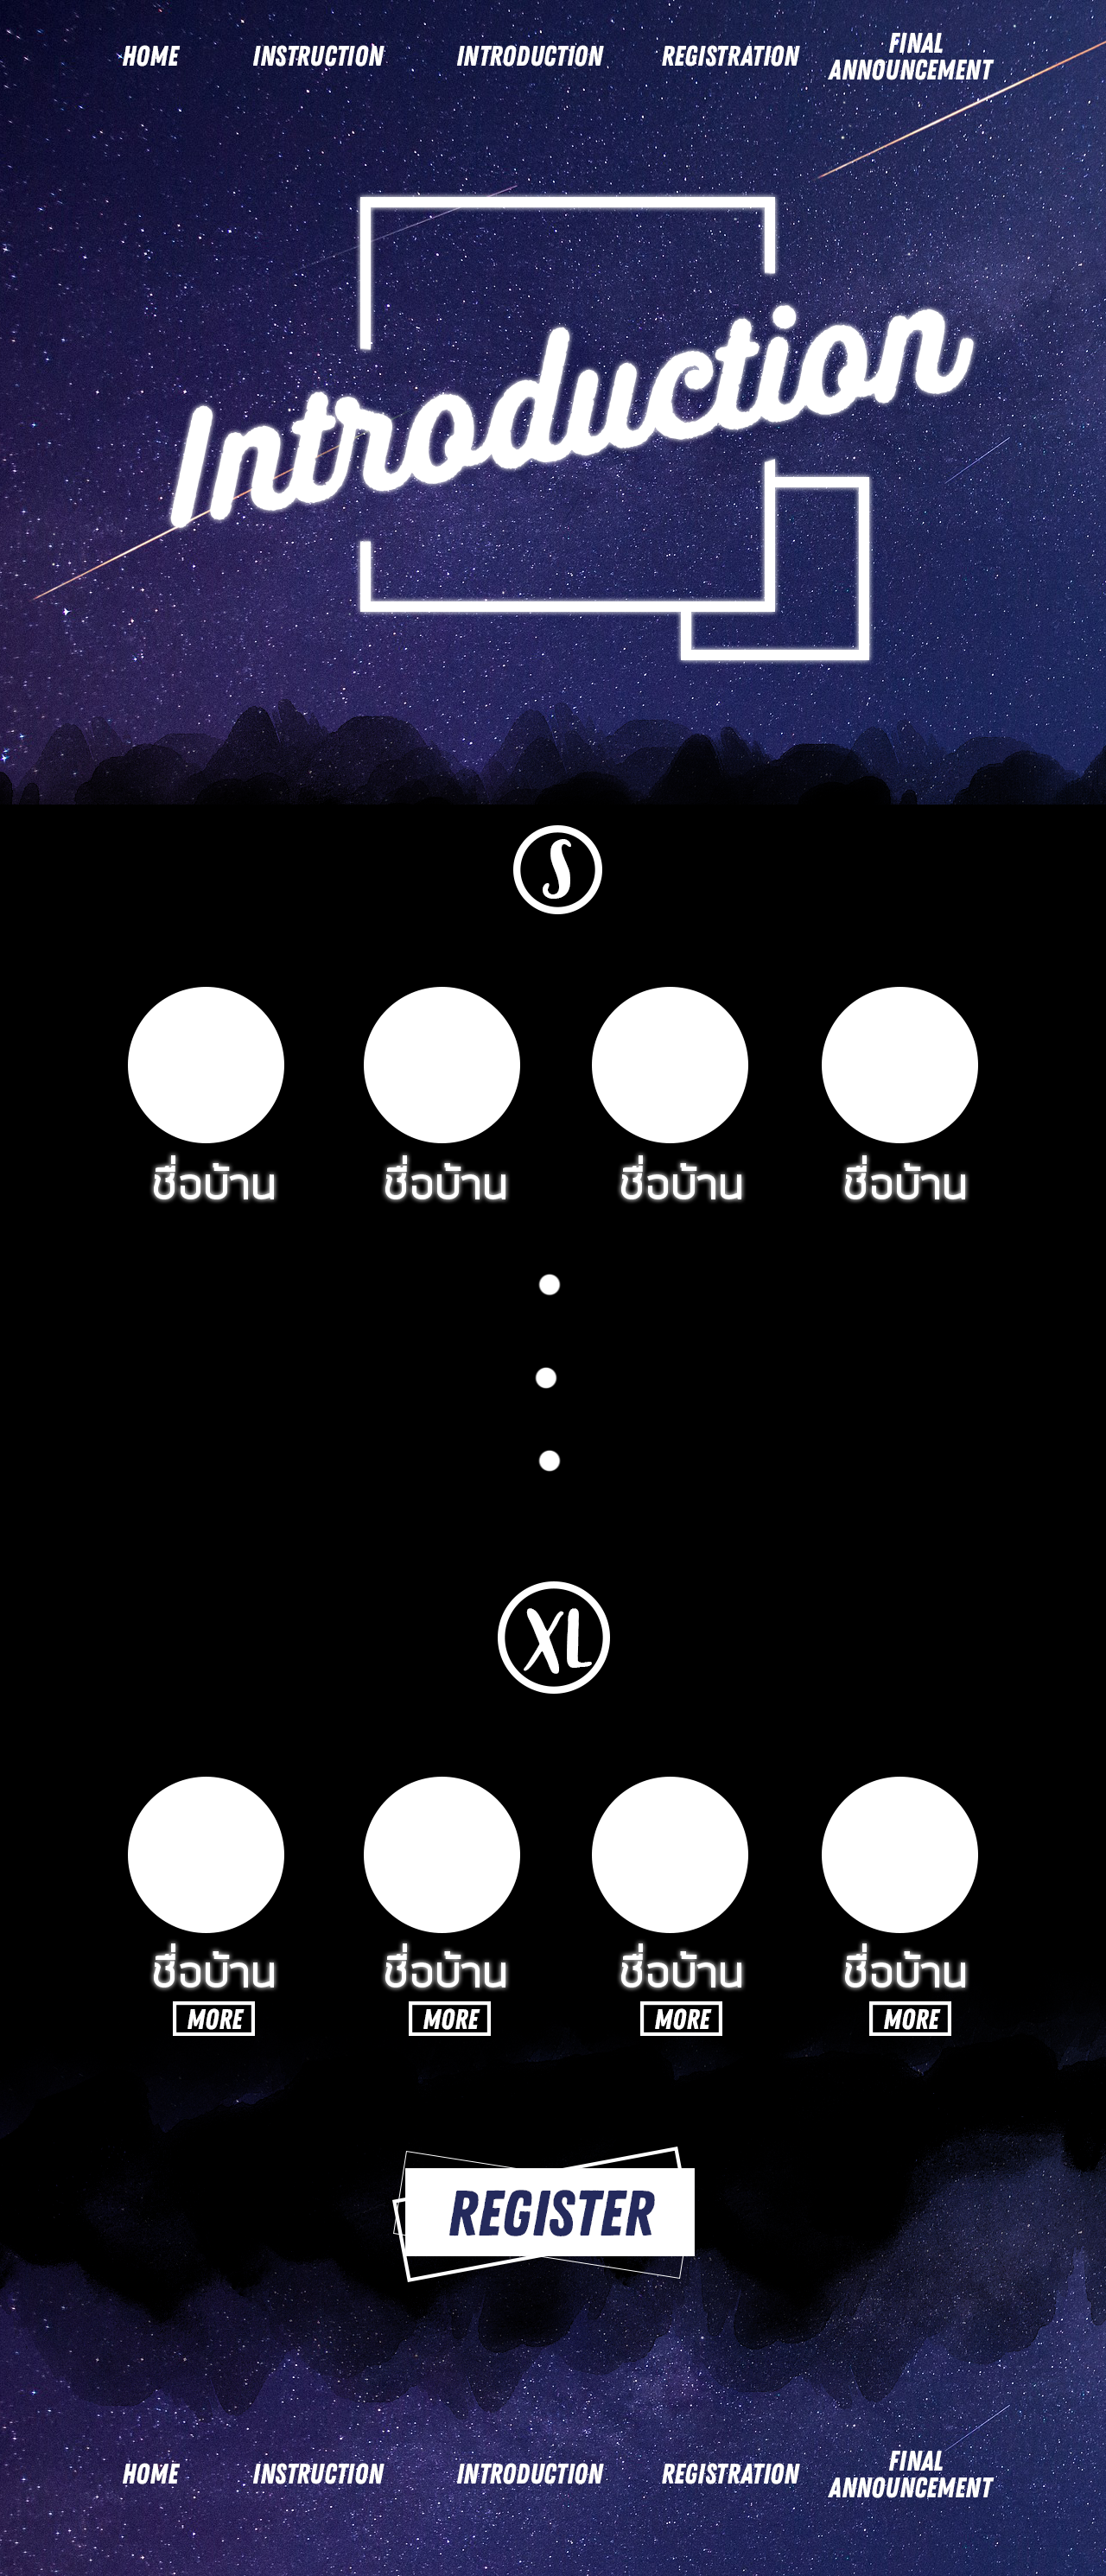 HOME INSTRUCTION INTRODUCTION REGISTRATION FINAL ANNOUNCEMENT
Introduction
S
ชื่อบ้าน ชื่อบ้าน ชื่อบ้าน ชื่อบ้าน
XL
ชื่อบ้าน ชื่อบ้าน ชื่อบ้าน ชื่อบ้าน
MORE MORE MORE MORE
REGISTER
HOME INSTRUCTION INTRODUCTION REGISTRATION FINAL ANNOUNCEMENT